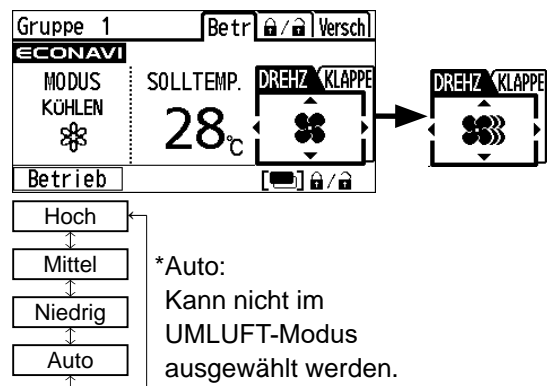 Gruppe 1 Betr / Versch
ECONAVI
MODUS SOLLTEMP. DREHZ KLAPPE DREHZ KLAPPE
KÜHLEN
28°C
Betrieb [ ] /
Hoch
Mittel *Auto:
Niedrig Kann nicht im
UMLUFT-Modus
Auto ausgewählt werden.